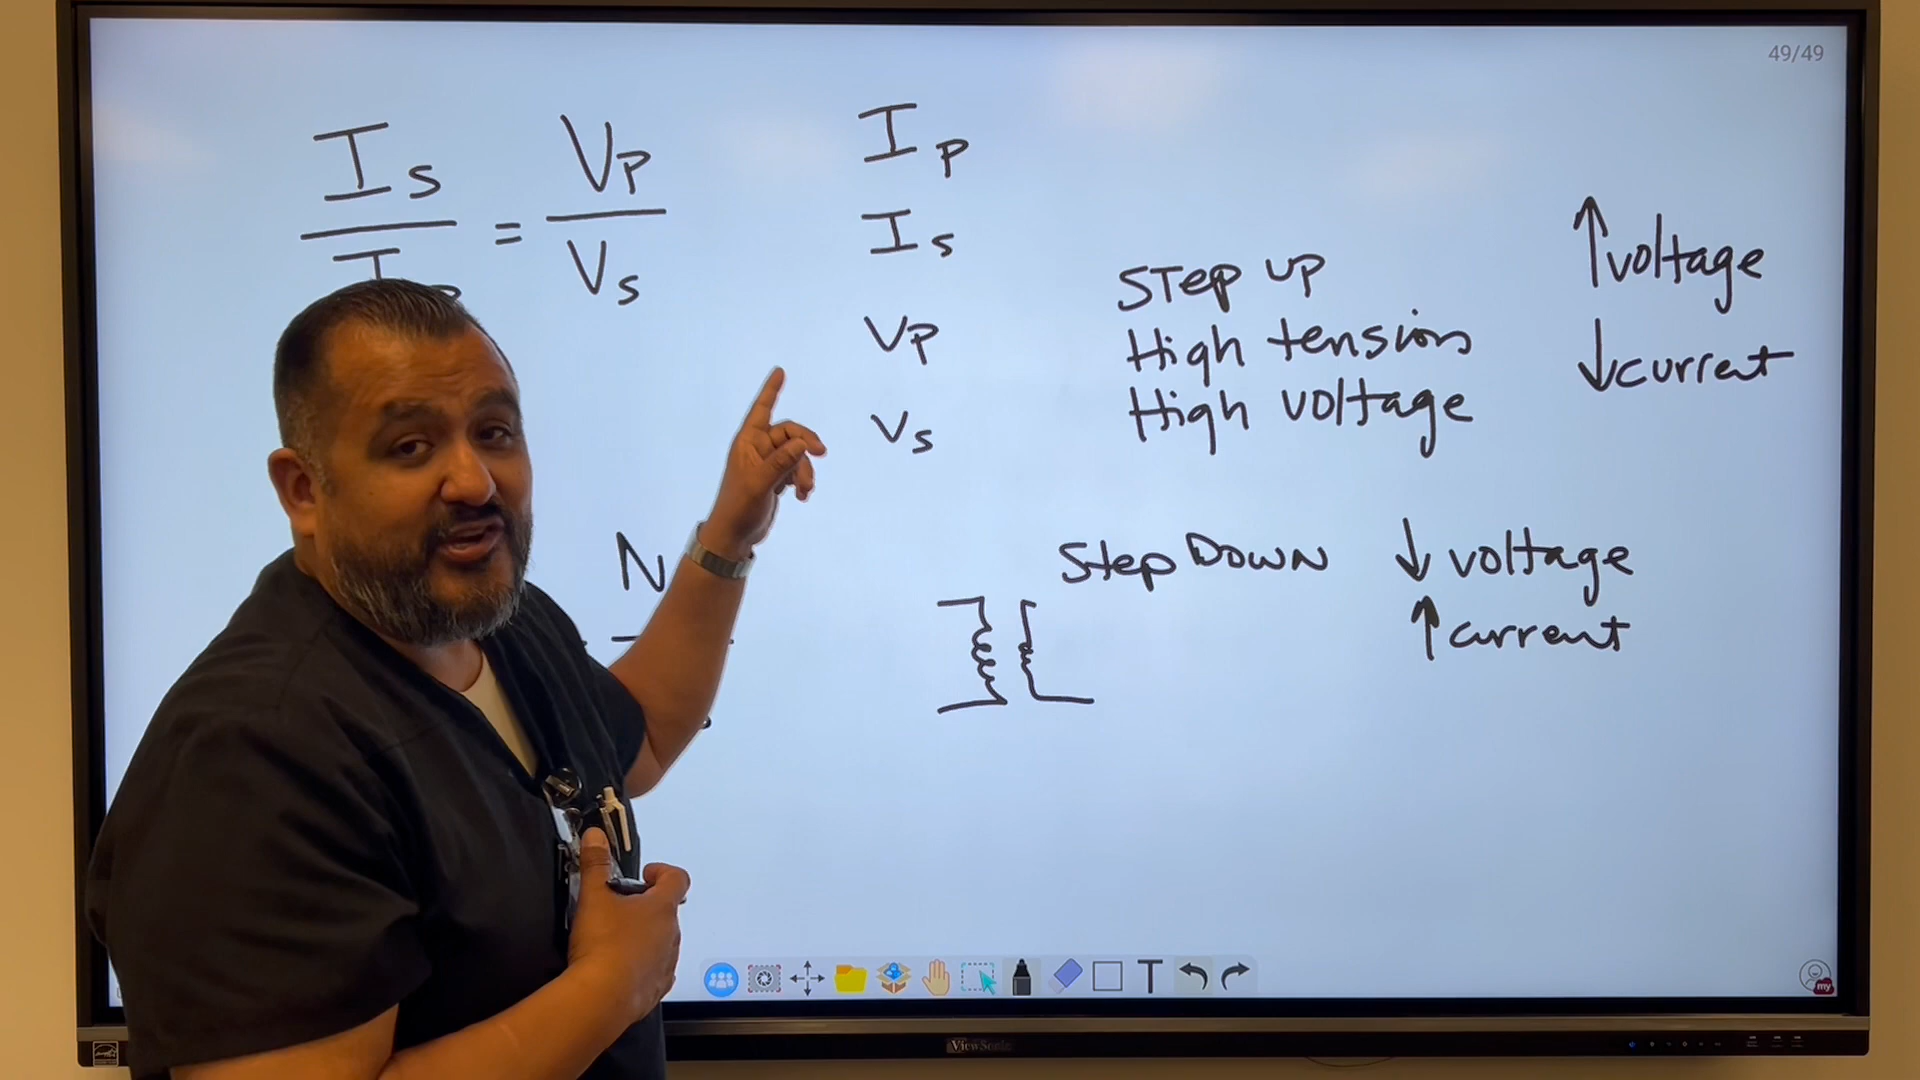 49/49
Is = Vp
I Vs
Ip
Is
Vp
Vs
Step up
High tension
High voltage
↑voltage
↓current
N
Step Down
↓ voltage
↑ current
T
my
ViewSonic